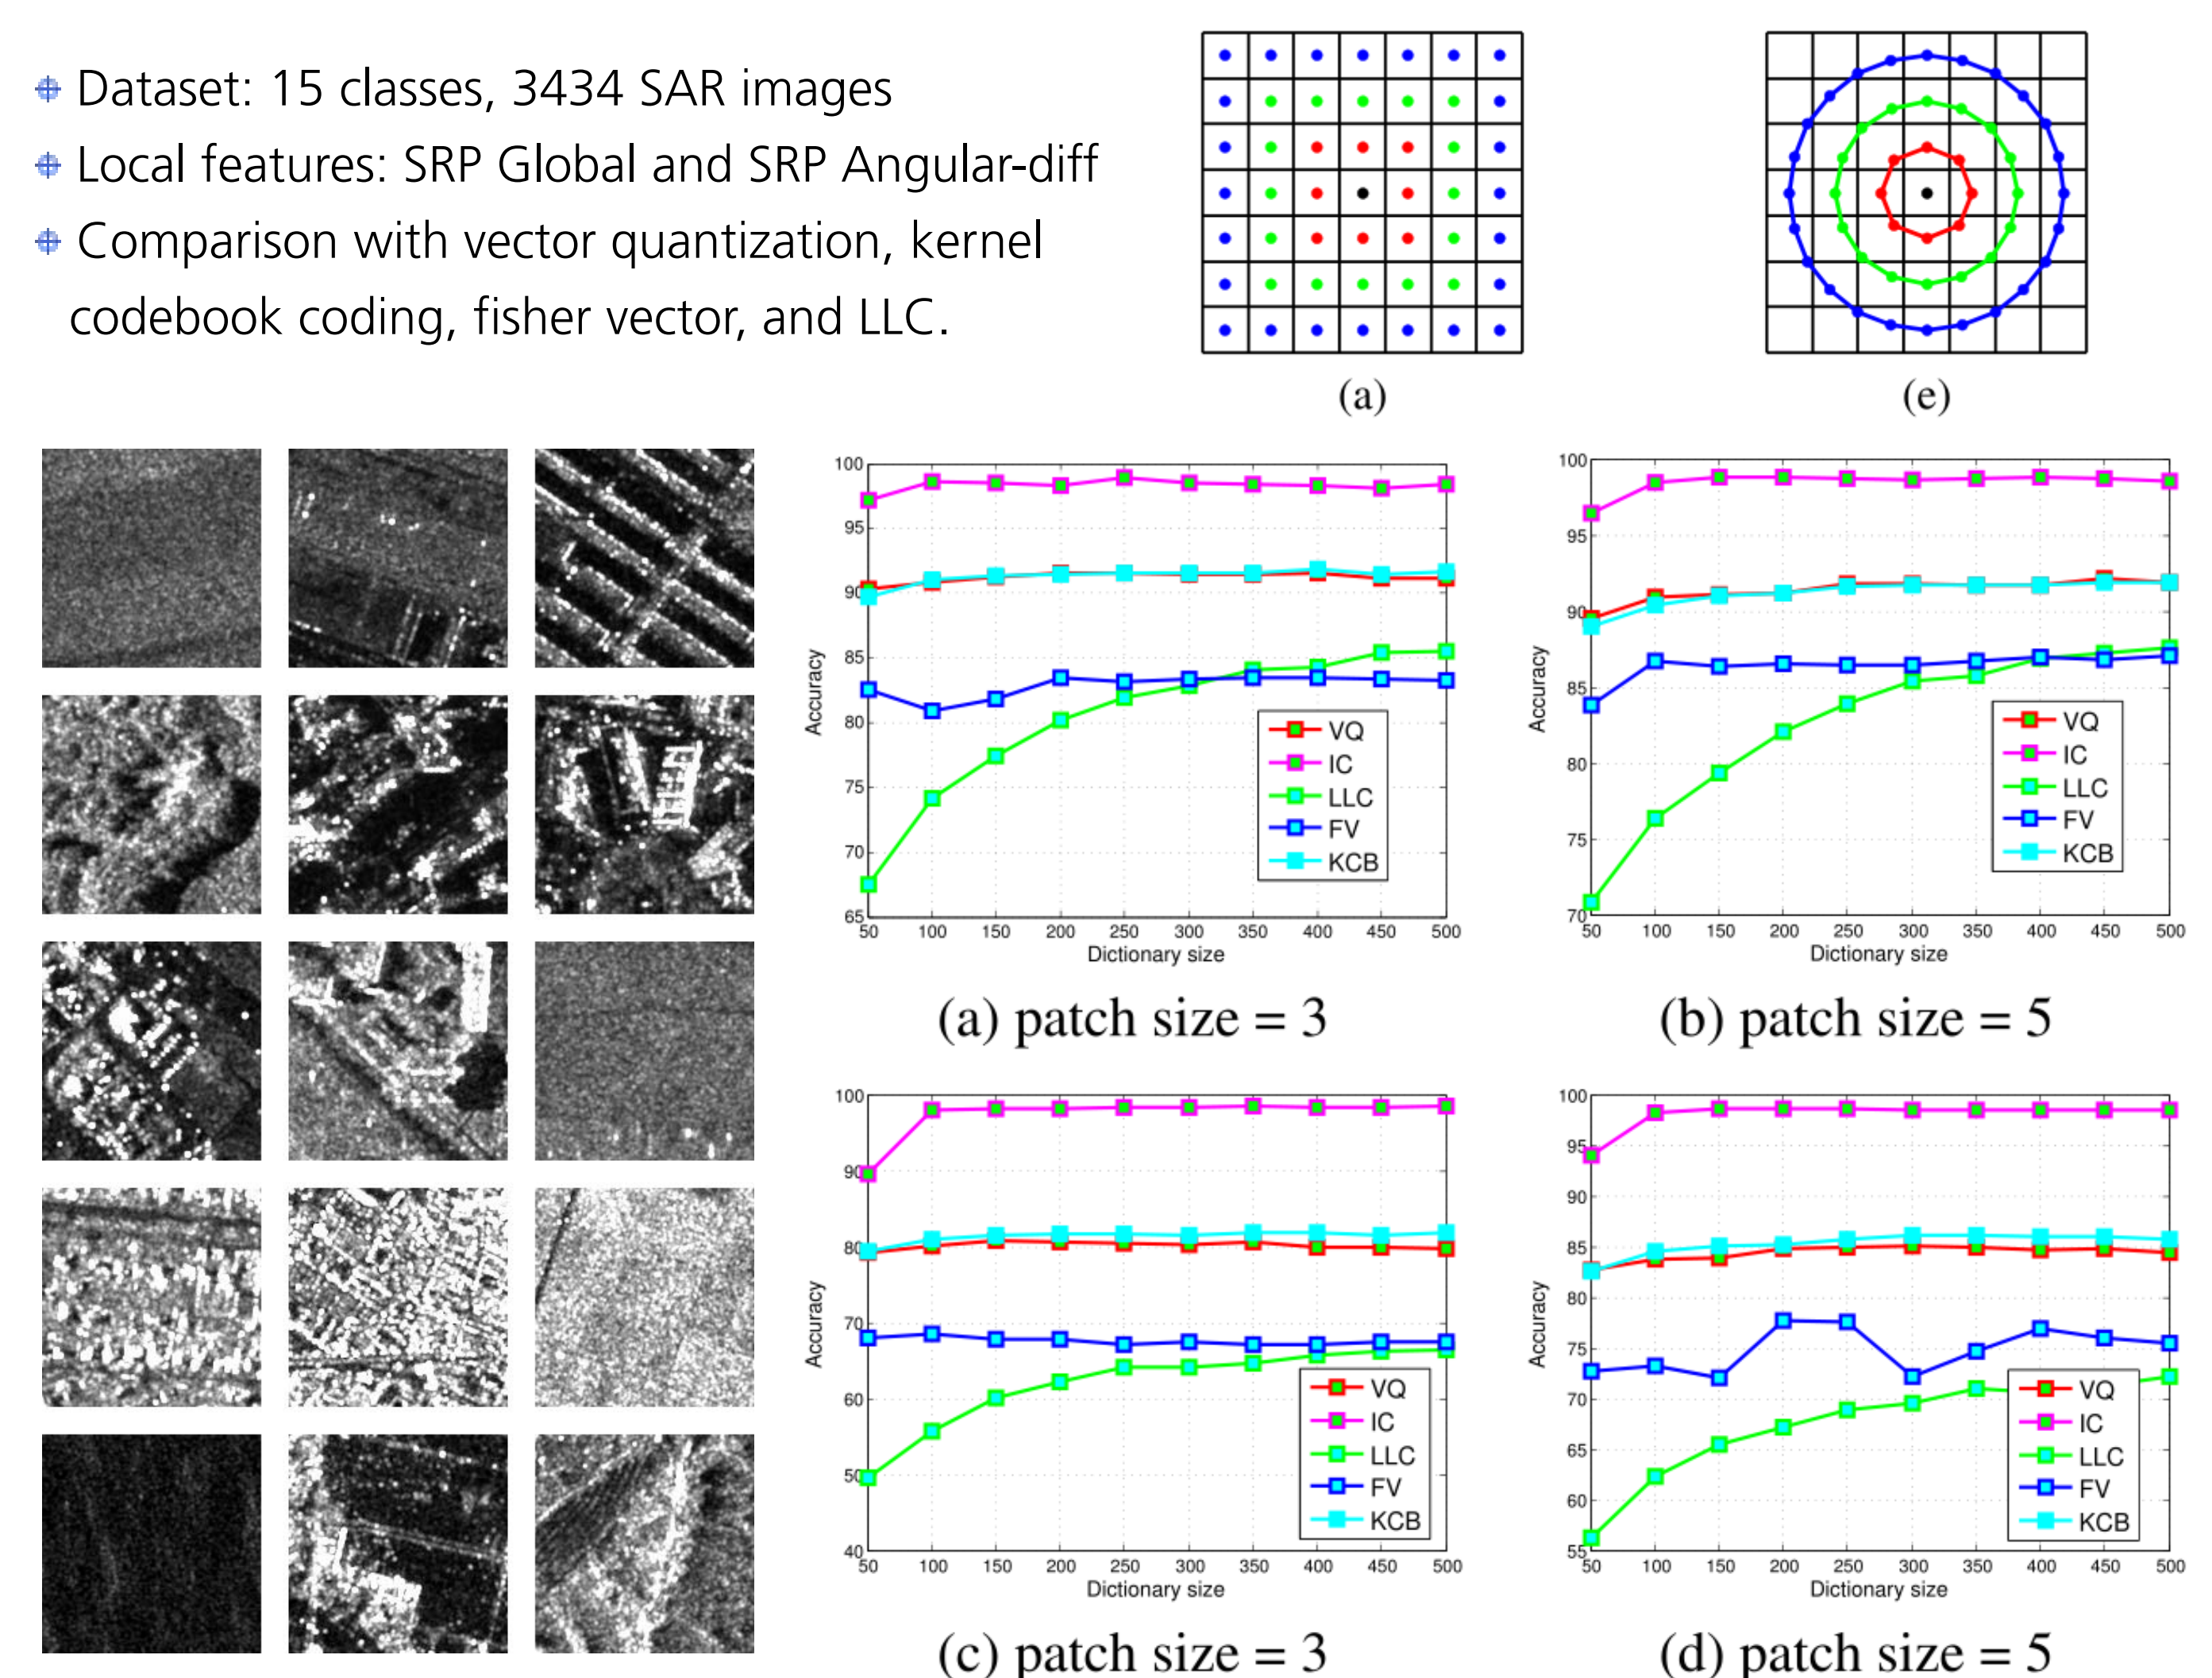 Dataset: 15 classes, 3434 SAR images
Local features: SRP Global and SRP Angular-diff
Comparison with vector quantization, kernel
codebook coding, fisher vector, and LLC.
(a)
(e)
100
95
90
85
80
75
70
65
Accuracy
VQ
IC
LLC
FV
KCB
50 100 150 200 250 300 350 400 450 500
Dictionary size
(a) patch size = 3
100
95
90
85
80
75
70
Accuracy
VQ
IC
LLC
FV
KCB
50 100 150 200 250 300 350 400 450 500
Dictionary size
(b) patch size = 5
100
90
80
70
60
50
40
Accuracy
VQ
IC
LLC
FV
KCB
50 100 150 200 250 300 350 400 450 500
Dictionary size
(c) patch size = 3
100
95
90
85
80
75
70
65
60
55
Accuracy
VQ
IC
LLC
FV
KCB
50 100 150 200 250 300 350 400 450 500
Dictionary size
(d) patch size = 5